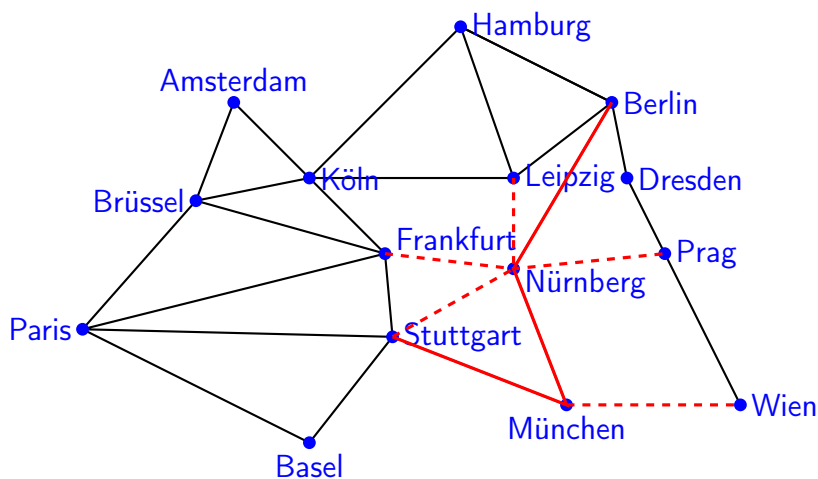 Hamburg
Amsterdam
Berlin
Köln
Leipzig
Dresden
Brüssel
Frankfurt
Prag
Nürnberg
Paris
Stuttgart
Wien
München
Basel